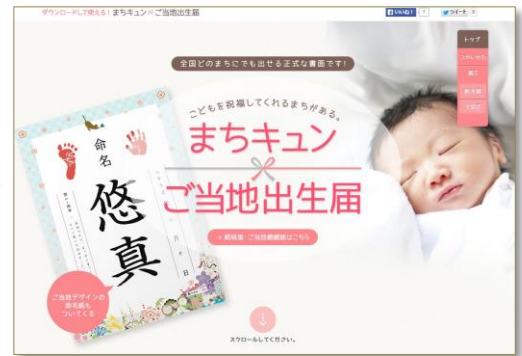 ダウンロードして使える!まちキュン♡ご当地出生届
いいね!
ツイート
トップ
全国どのまちにでも出せる正式な書面です!
こどもを祝福してくれるまちがある。
まちキュン
ご当地出生届
命名
悠真
月
日
ご当地デザインの
命名紙も
ついてくる
スクロールしてください。